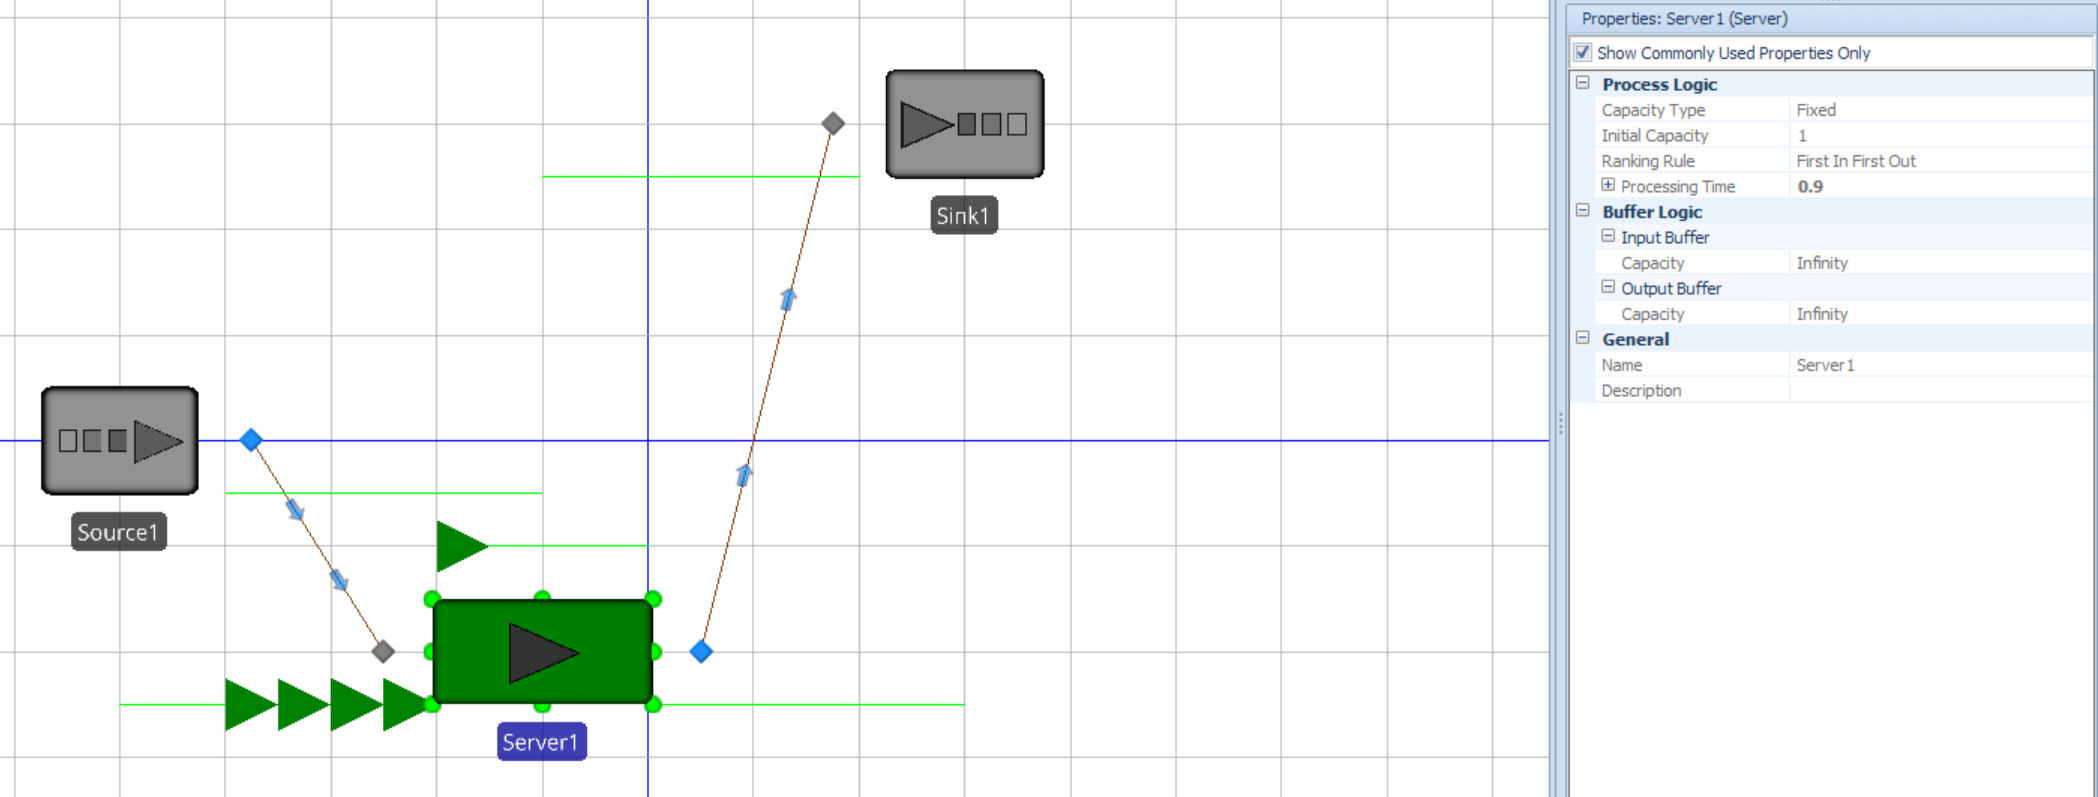 Sink1
Source1
Server1
Properties: Server1 (Server)
Show Commonly Used Properties Only
Process Logic
Capacity Type Fixed
Initial Capacity 1
Ranking Rule First In First Out
Processing Time 0.9
Buffer Logic
Input Buffer
Capacity Infinity
Output Buffer
Capacity Infinity
General
Name Server1
Description